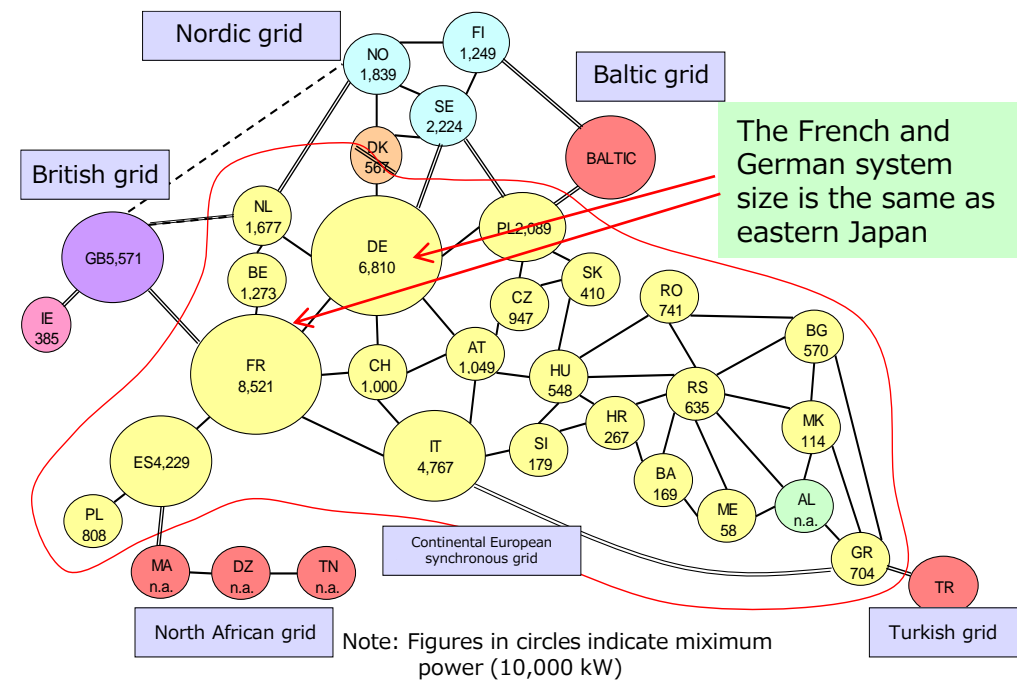 Nordic grid
FI
1,249
NO
1,839
Baltic grid
SE
2,224
The French and
German system
size is the same as
eastern Japan
DK
567
BALTIC
British grid
NL
1,677
GB5,571
DE
6,810
PL2,089
BE
1,273
SK
410
CZ
947
RO
741
IE
385
BG
570
FR
8,521
CH
1.000
AT
1,049
HU
548
RS
635
HR
267
MK
114
IT
4,767
SI
179
ES4,229
BA
169
ME
58
AL
n.a.
PL
808
Continental European
synchronous grid
GR
704
MA
n.a.
DZ
n.a.
TN
n.a.
TR
North African grid
Turkish grid
Note: Figures in circles indicate miximum
power (10,000 kW)